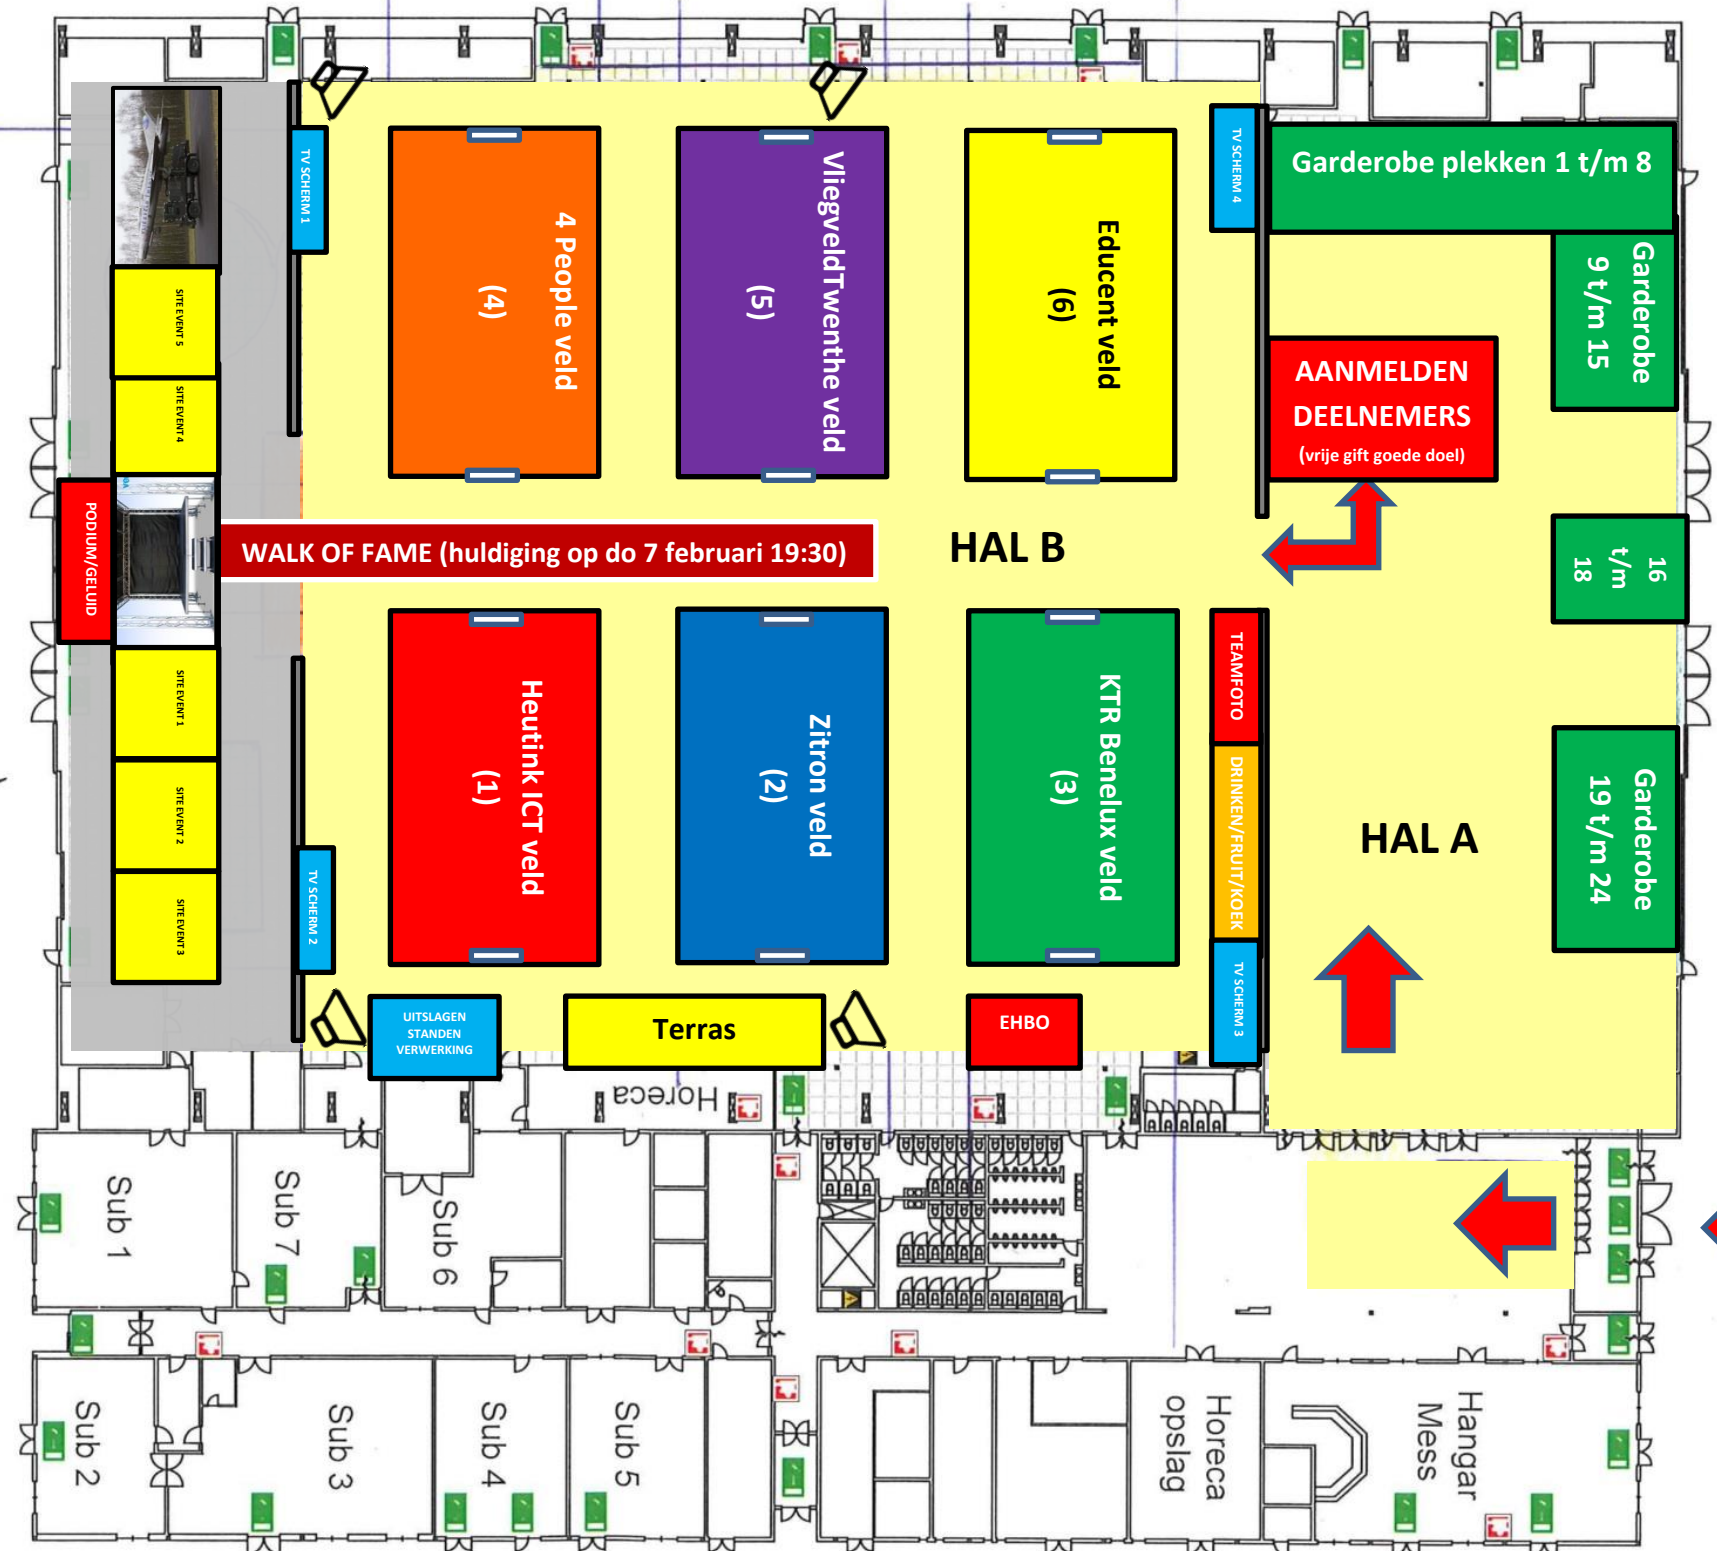 TV SCHERM 1
4 People veld
(4)
VliegveldTwenthe veld
(5)
Educent veld
(6)
TV SCHERM 4
Garderobe plekken 1 t/m 8
Garderobe
9 t/m 15
SITE EVENT 5
SITE EVENT 4
AANMELDEN
DEELNEMERS
(vrije gift goede doel)
PODIUM/GELUID
WALK OF FAME (huldiging op do 7 februari 19:30)
HAL B
16
t/m
18
SITE EVENT 1
SITE EVENT 2
SITE EVENT 3
TV SCHERM 2
Heutink ICT veld
(1)
Zitron veld
(2)
KTR Benelux veld
(3)
TEAMFOTO
DRINKEN/FRUIT/KOEK
TV SCHERM 3
HAL A
Garderobe
19 t/m 24
UITSLAGEN
STANDEN
VERWERKING
Terras
EHBO
Horeca
Sub 1
Sub 7
Sub 6
Sub 2
Sub 3
Sub 4
Sub 5
Horeca
opslag
Hangar
Mess